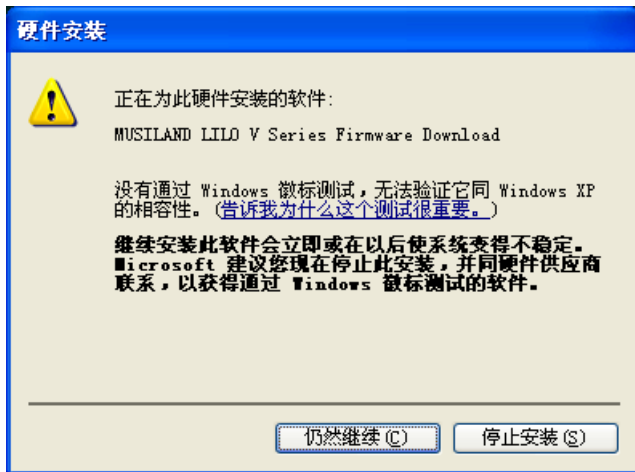 硬件安装
正在为此硬件安装的软件:
MUSILAND LILO V Series Firmware Download
没有通过 Windows 徽标测试，无法验证它同 Windows XP
的相容性。(告诉我为什么这个测试很重要。)
继续安装此软件会立即或在以后使系统变得不稳定。
Microsoft 建议您现在停止此安装，并同硬件供应商
联系，以获得通过 Windows 徽标测试的软件。
仍然继续(C) 停止安装(S)